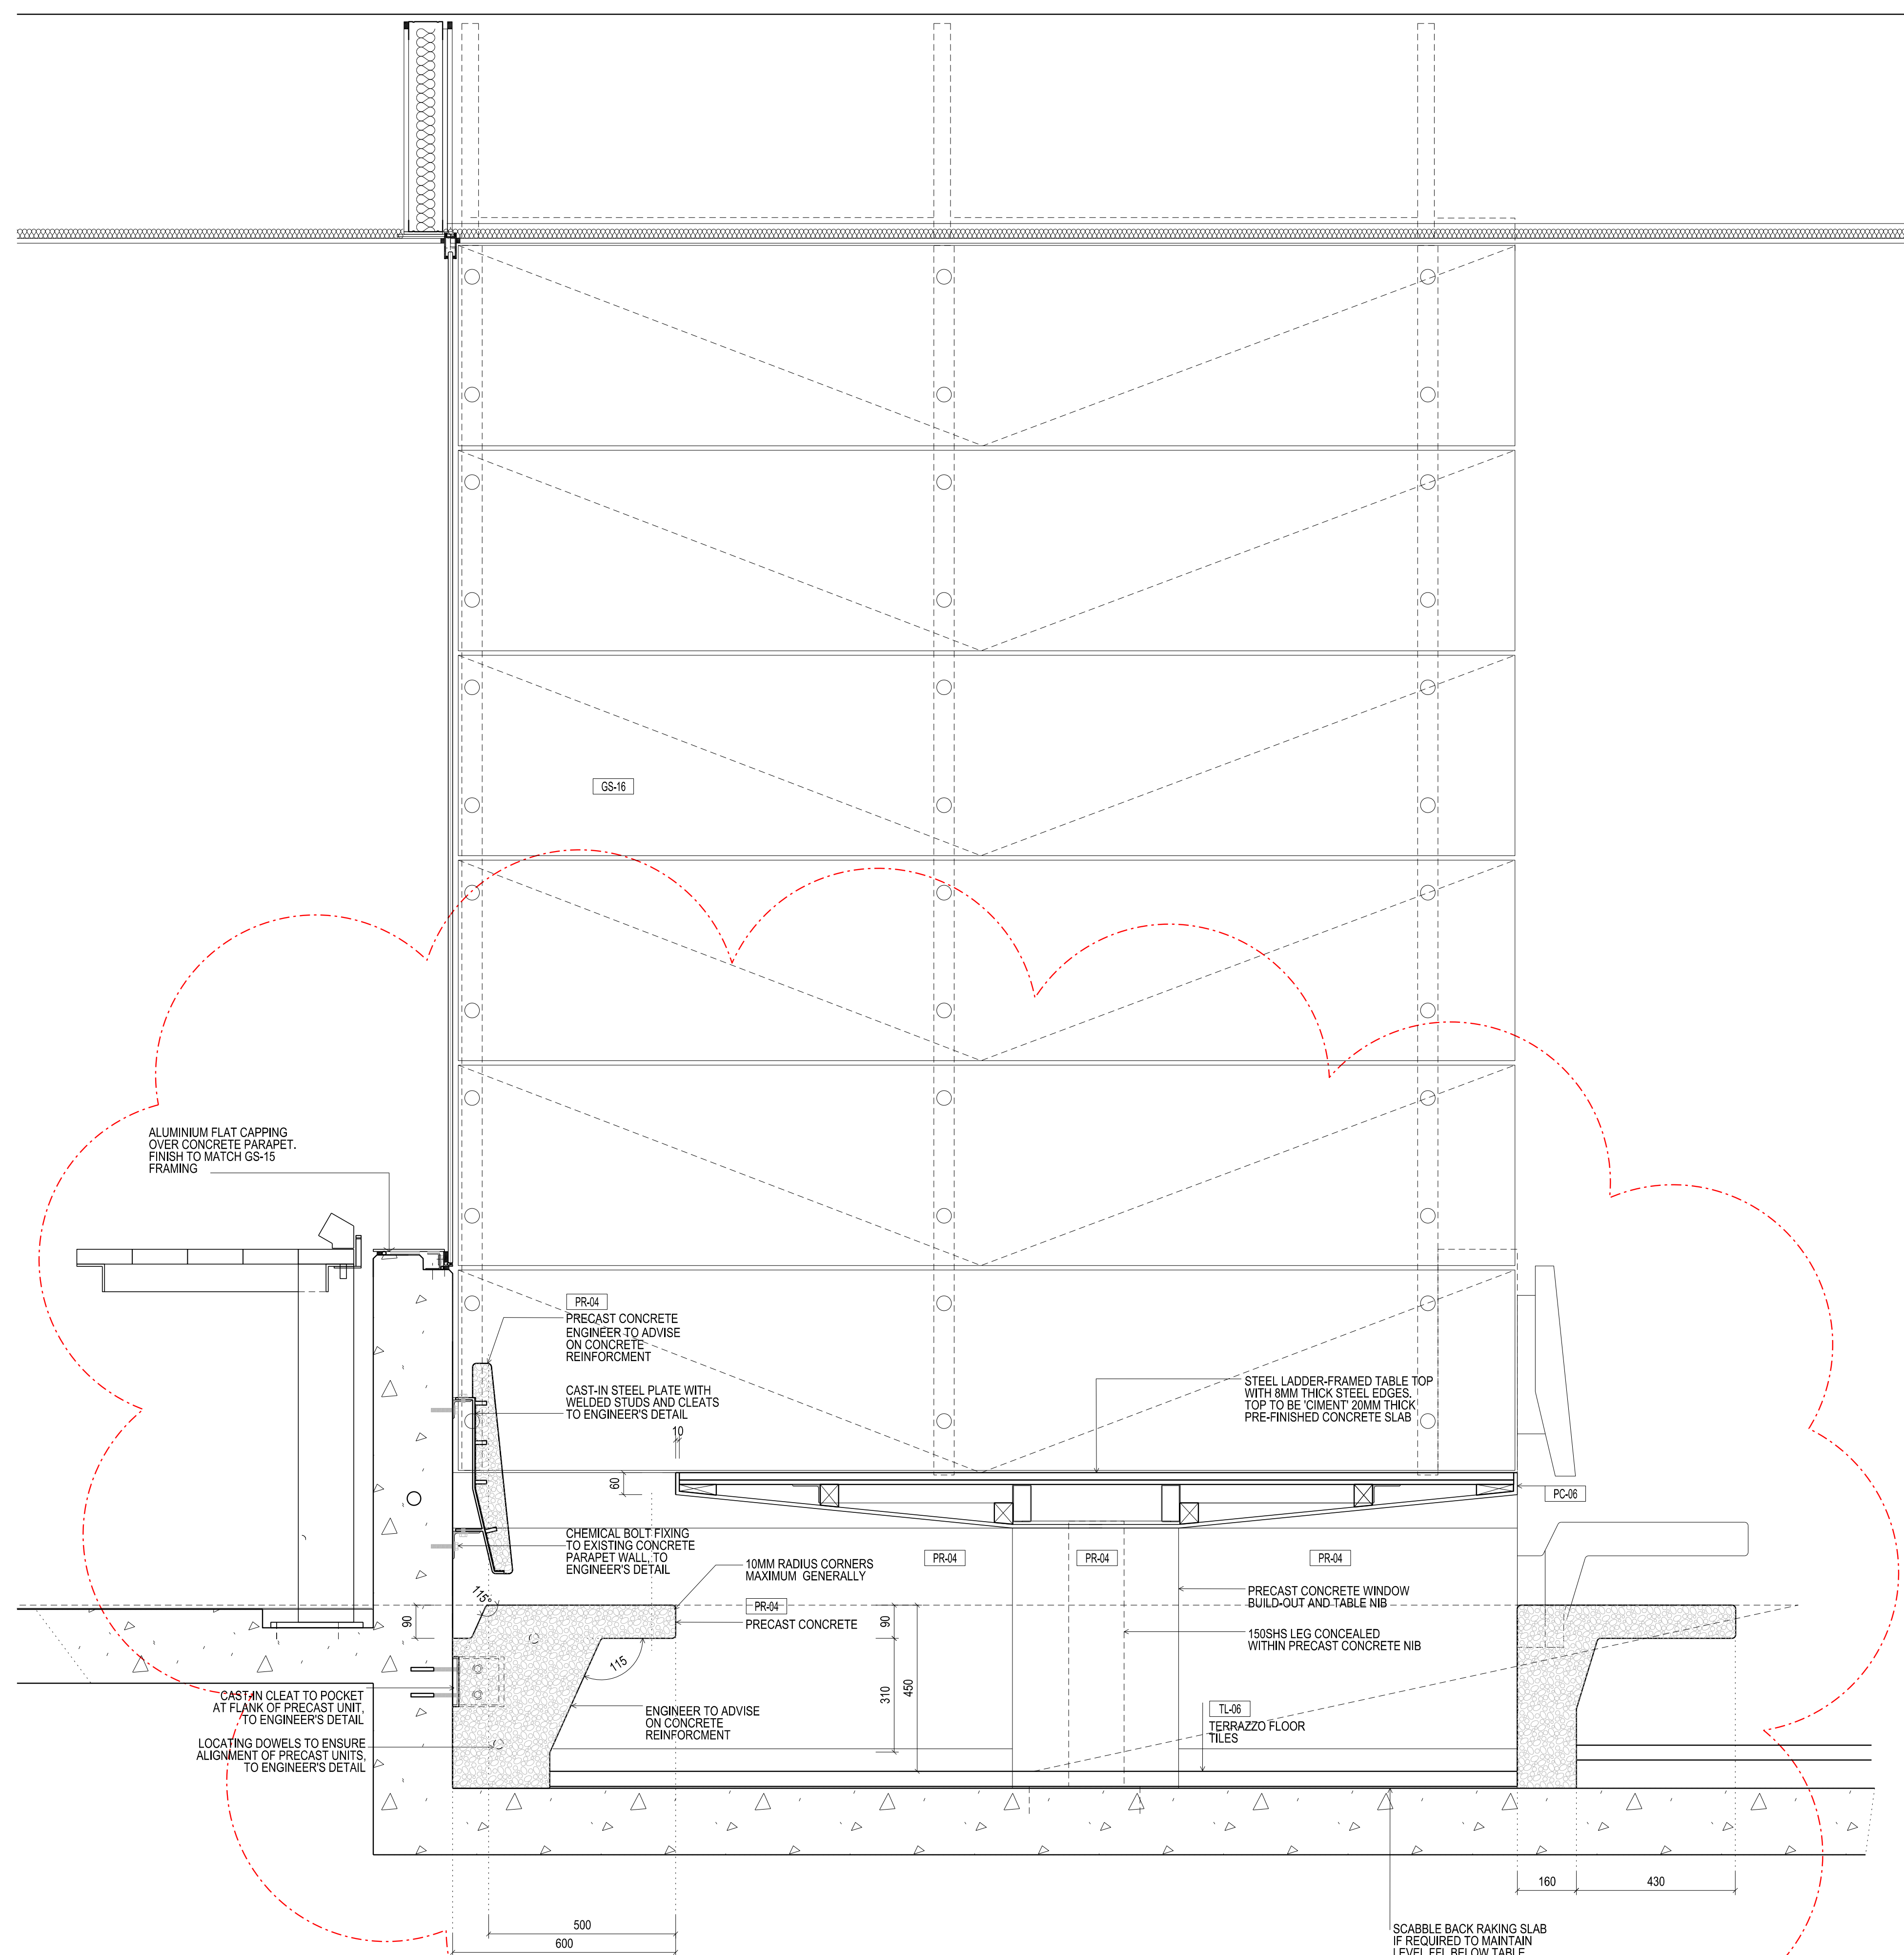 GS-16
ALUMINIUM FLAT CAPPING
OVER CONCRETE PARAPET.
FINISH TO MATCH GS-15
FRAMING
PR-04
PRECAST CONCRETE
ENGINEER TO ADVISE
ON CONCRETE
REINFORCMENT
CAST-IN STEEL PLATE WITH
WELDED STUDS AND CLEATS
TO ENGINEER'S DETAIL
STEEL LADDER-FRAMED TABLE TOP
WITH 8MM THICK STEEL EDGES.
TOP TO BE 'CIMENT' 20MM THICK
PRE-FINISHED CONCRETE SLAB
10
60
PC-06
CHEMICAL BOLT FIXING
TO EXISTING CONCRETE
PARAPET WALL, TO
ENGINEER'S DETAIL
10MM RADIUS CORNERS
MAXIMUM GENERALLY
PR-04
PR-04
PR-04
PRECAST CONCRETE WINDOW
BUILD-OUT AND TABLE NIB
115°
PR-04
PRECAST CONCRETE
90
90
150SHS LEG CONCEALED
WITHIN PRECAST CONCRETE NIB
115
310
450
CAST-IN CLEAT TO POCKET
AT FLANK OF PRECAST UNIT,
TO ENGINEER'S DETAIL
ENGINEER TO ADVISE
ON CONCRETE
REINFORCMENT
TL-06
TERRAZZO FLOOR
TILES
LOCATING DOWELS TO ENSURE
ALIGNMENT OF PRECAST UNITS,
TO ENGINEER'S DETAIL
160
430
500
600
SCABBLE BACK RAKING SLAB
IF REQUIRED TO MAINTAIN
LEVEL FFL BELOW TABLE